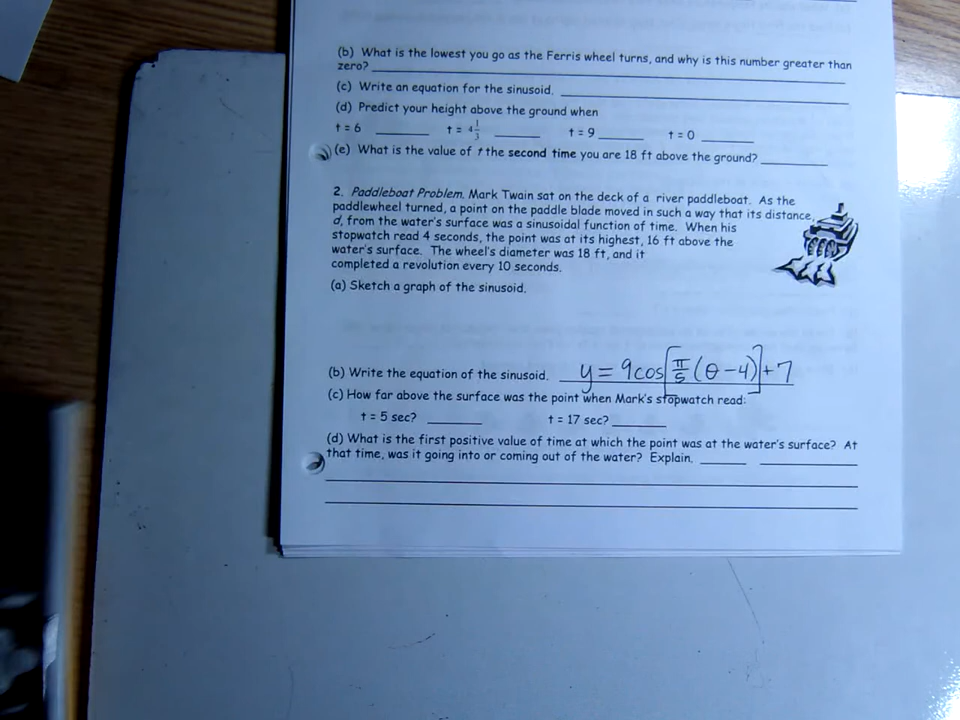 (b) What is the lowest you go as the Ferris wheel turns, and why is this number greater than
zero?
(c) Write an equation for the sinusoid.
(d) Predict your height above the ground when
t = 6 t = 4 1/3 t = 9 t = 0
(e) What is the value of t the second time you are 18 ft above the ground?
2. Paddleboat Problem. Mark Twain sat on the deck of a river paddleboat. As the
paddlewheel turned, a point on the paddle blade moved in such a way that its distance,
d, from the water's surface was a sinusoidal function of time. When his
stopwatch read 4 seconds, the point was at its highest, 16 ft above the
water's surface. The wheel's diameter was 18 ft, and it
completed a revolution every 10 seconds.
(a) Sketch a graph of the sinusoid.
(b) Write the equation of the sinusoid. y = 9cos[π/5(θ-4)]+7
(c) How far above the surface was the point when Mark's stopwatch read:
t = 5 sec? t = 17 sec?
(d) What is the first positive value of time at which the point was at the water's surface? At
that time, was it going into or coming out of the water? Explain.